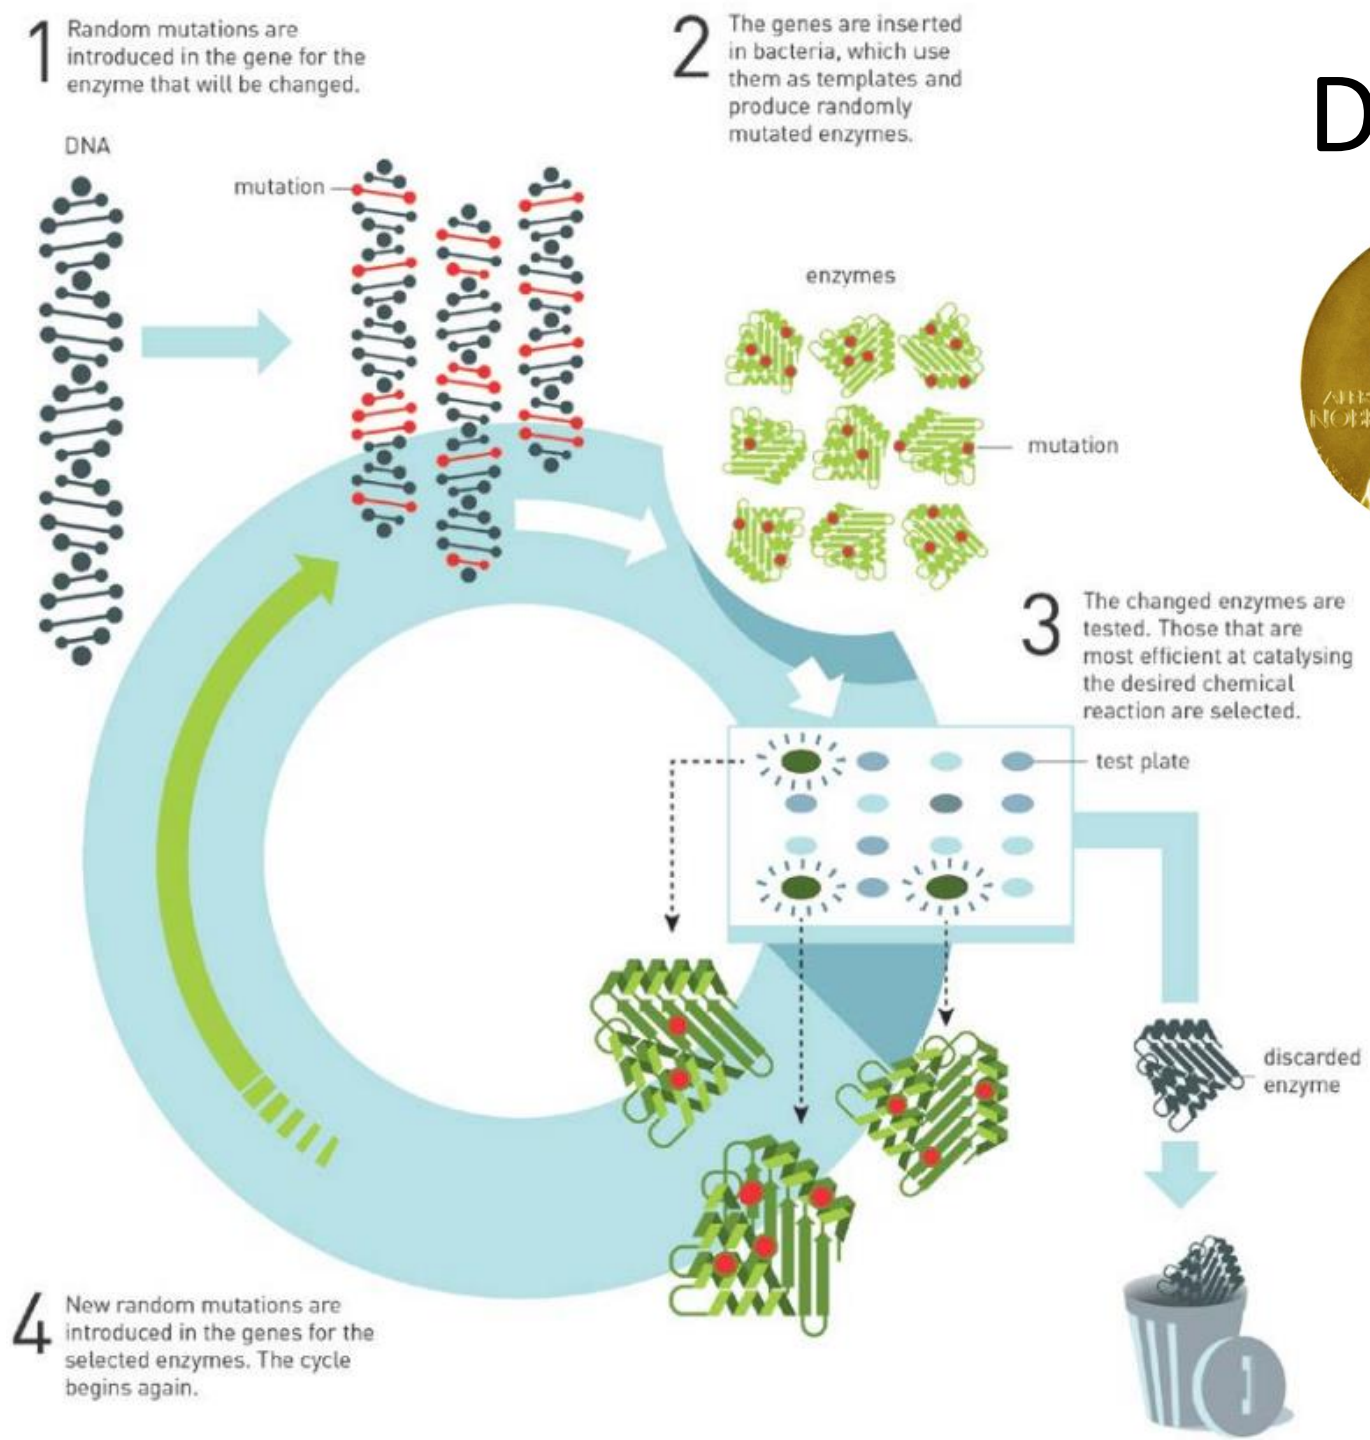 1
Random mutations are
introduced in the gene for the
enzyme that will be changed.
2
The genes are inserted
in bacteria, which use
them as templates and
produce randomly
mutated enzymes.
D
DNA
mutation
enzymes
mutation
3
The changed enzymes are
tested. Those that are
most efficient at catalysing
the desired chemical
reaction are selected.
test plate
discarded
enzyme
4
New random mutations are
introduced in the genes for the
selected enzymes. The cycle
begins again.